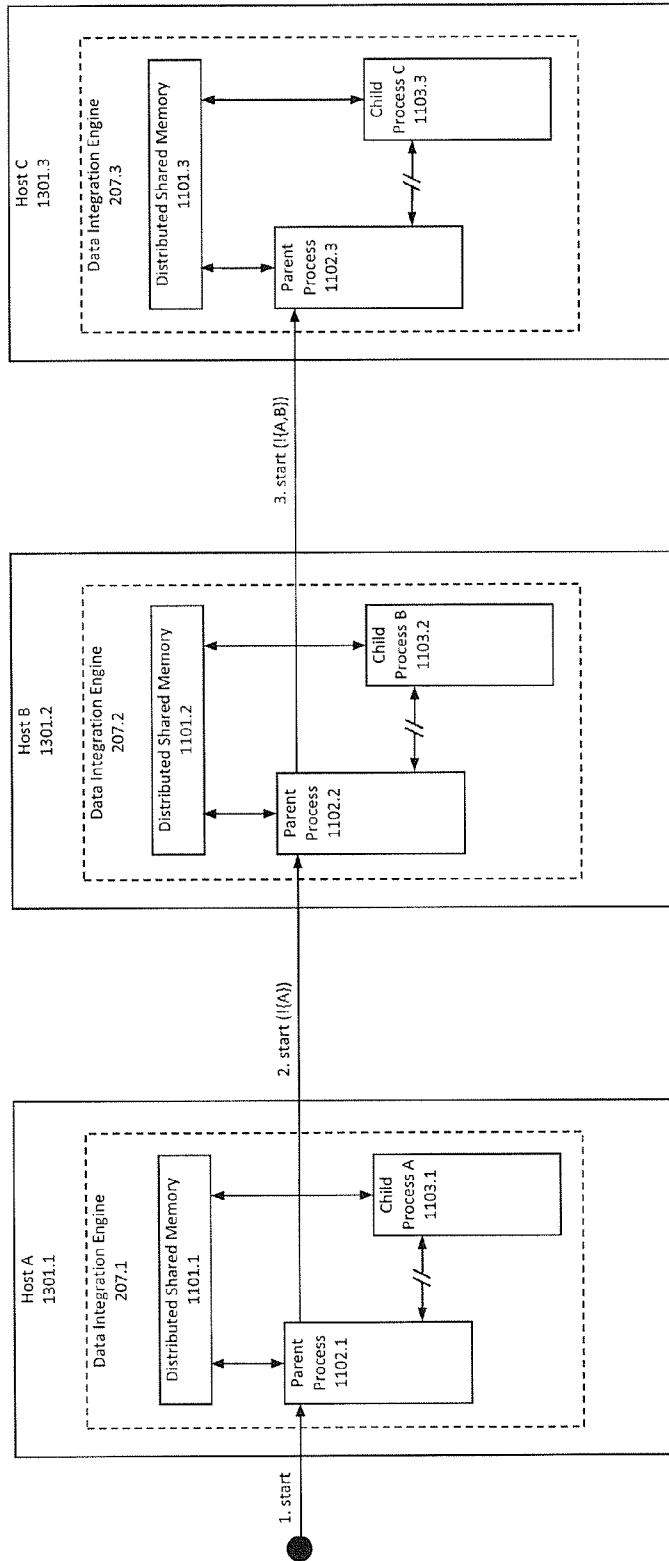 1. start
Host A
1301.1
Data Integration Engine
207.1
Distributed Shared Memory
1101.1
Parent
Process
1102.1
Child
Process A
1103.1
2. start (!{A})
Host B
1301.2
Data Integration Engine
207.2
Distributed Shared Memory
1101.2
Parent
Process
1102.2
Child
Process B
1103.2
3. start (!{A,B})
Host C
1301.3
Data Integration Engine
207.3
Distributed Shared Memory
1101.3
Parent
Process
1102.3
Child
Process C
1103.3